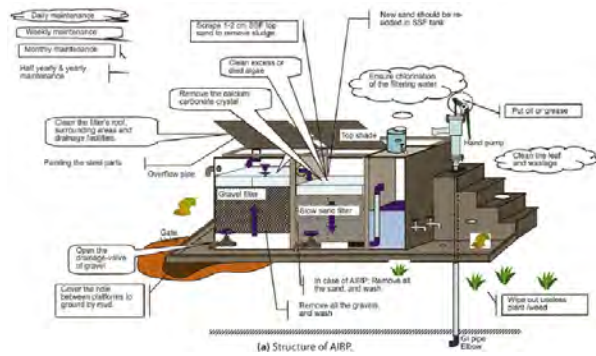 Daily maintenance
Weekly maintenance
Monthly maintenance
Half yearly & yearly
maintenance
Scrape 1-2 cm SSF top
sand to remove sludge.
New sand should be re-
added in SSF tank
Clean excess or
died algae
Remove the calcium
carbonate crystal
Ensure chlorination
of the filtering water
Put oil or grease
Clean the filter's roof,
surrounding areas and
drainage facilities.
Top shade
Hand pump
Clean the leaf
and wastage
Painting the steel parts
Overflow pipe
Gravel filter
Slow sand filter
Gate
Open the
drainage-valve
of gravel
Cover the hole
between platforms to
ground by mud.
In case of AIRP: Remove all
the sand, and wash
Remove all the gravels,
and wash
Wipe out useless
plant /weed
GI pipe
Elbow
(a) Structure of AIRP.